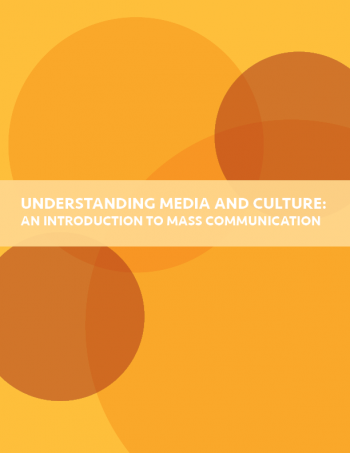 UNDERSTANDING MEDIA AND CULTURE:
AN INTRODUCTION TO MASS COMMUNICATION